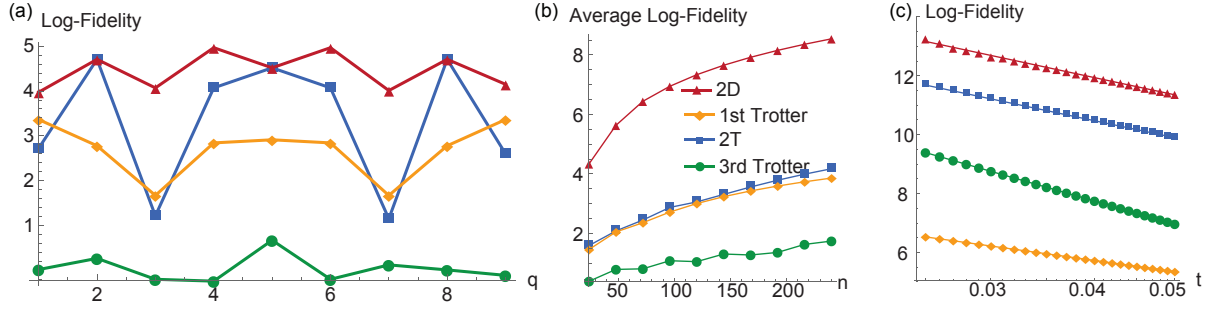 (a) Log-Fidelity
5
4
3
2
1
2 4 6 8 q
(b) Average Log-Fidelity
8
6
4
2
50 100 150 200 n
2D
1st Trotter
2T
3rd Trotter
(c) Log-Fidelity
12
10
8
6
0.03 0.04 0.05 t